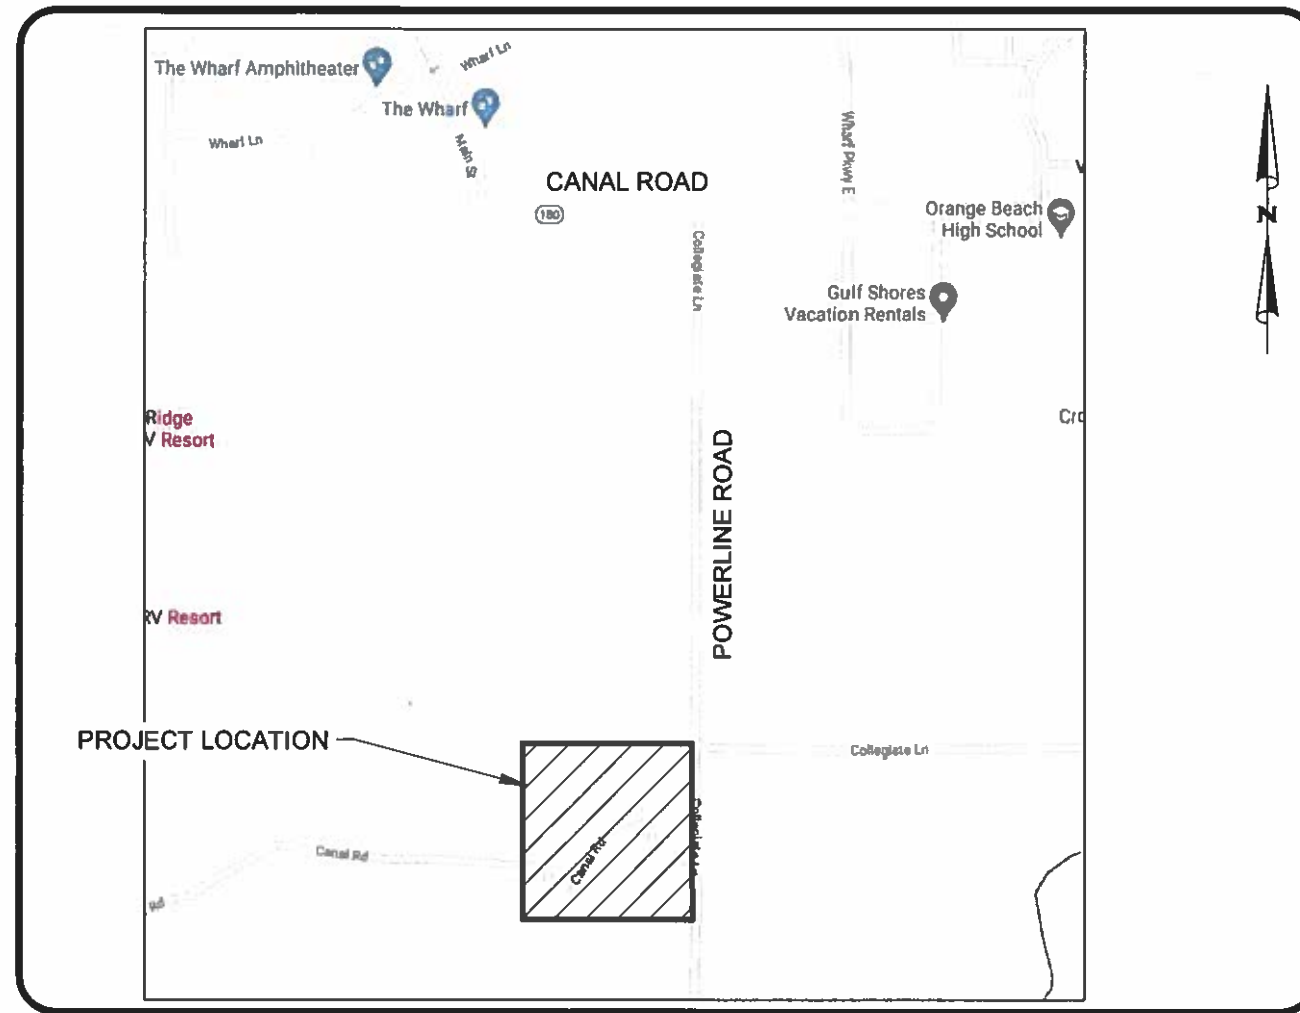 Wharf Ln
The Wharf Amphitheater
The Wharf
Wharf Ln
Main St
CANAL ROAD
180
Wharf Pkwy E
V
Orange Beach
High School
N
Collegiate Ln
Gulf Shores
Vacation Rentals
Ridge
V Resort
Cro
POWERLINE ROAD
RV Resort
PROJECT LOCATION
Collegiate Ln
Canal Rd
Canal Rd
Rd